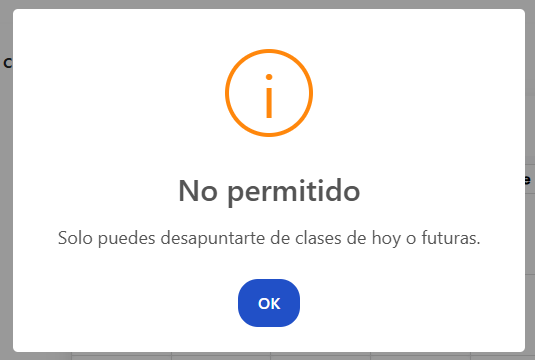 c
i
No permitido
Solo puedes desapuntarte de clases de hoy o futuras.
e
OK